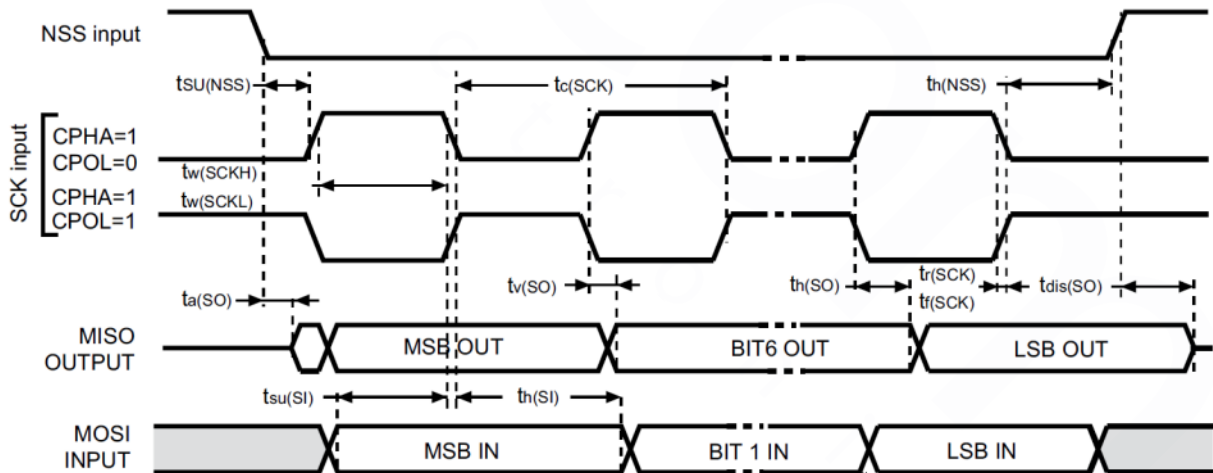 NSS input
tSU(NSS)
tc(SCK)
th(NSS)
SCK input
CPHA=1
CPOL=0
tw(SCKH)
CPHA=1
tw(SCKL)
CPOL=1
ta(SO)
tv(SO)
th(SO)
tr(SCK)
tf(SCK)
tdis(SO)
MISO
OUTPUT
MSB OUT
BIT6 OUT
LSB OUT
tsu(SI)
th(SI)
MOSI
INPUT
MSB IN
BIT 1 IN
LSB IN